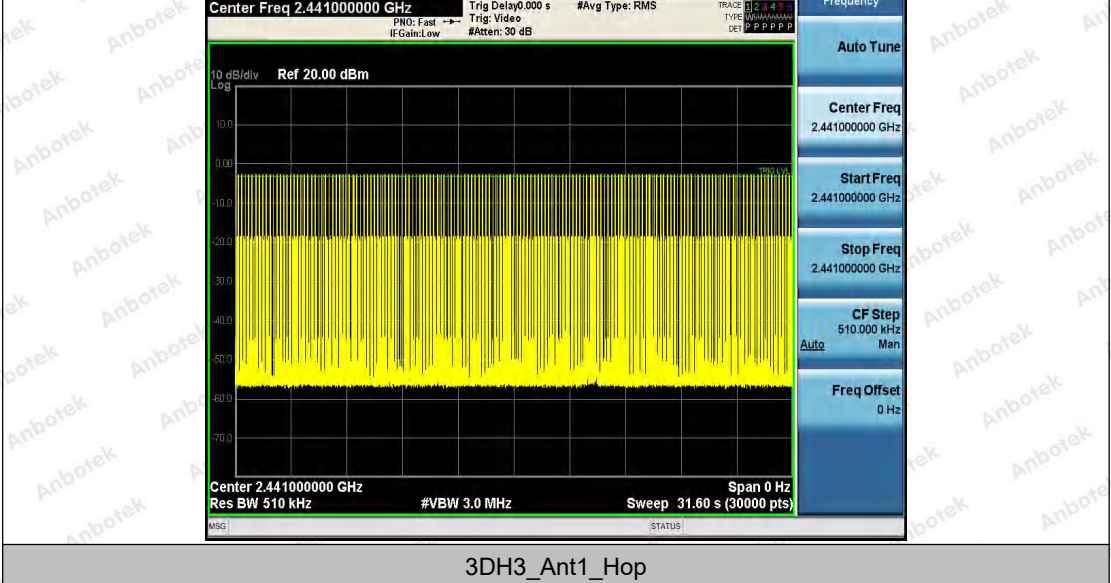 Center Freq 2.441000000 GHz
PNO: Fast
IFGain:Low
Trig Delay0.000 s
Trig: Video
#Atten: 30 dB
#Avg Type: RMS
TRACE 1 2 3 4 5 6
TYPE
DET P P P P P P
Frequency
Auto Tune
Center Freq
2.441000000 GHz
Start Freq
2.441000000 GHz
Stop Freq
2.441000000 GHz
CF Step
510.000 kHz
Auto Man
Freq Offset
0 Hz
10 dB/div
Log
Ref 20.00 dBm
10.0
0.00
TRIG LVL
-10.0
-20.0
-30.0
-40.0
-50.0
-60.0
-70.0
Center 2.441000000 GHz
Span 0 Hz
Res BW 510 kHz
#VBW 3.0 MHz
Sweep 31.60 s (30000 pts)
MSG
STATUS
3DH3_Ant1_Hop
Anbotek